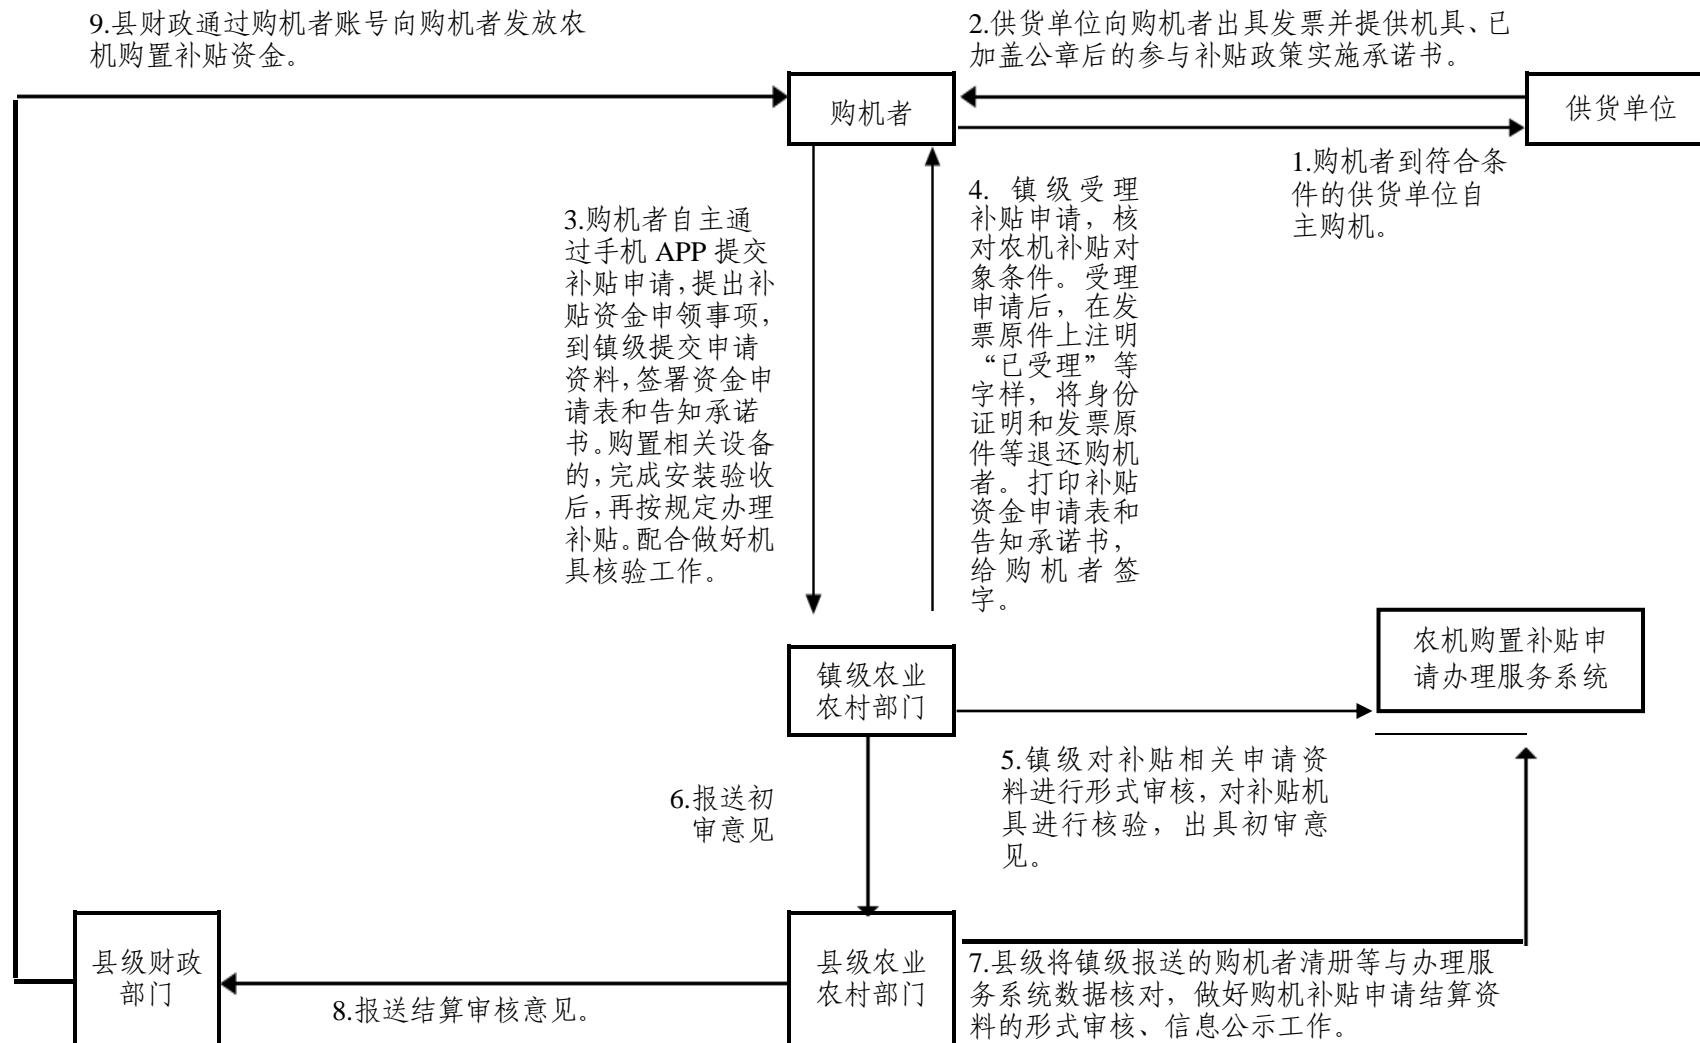 9.县财政通过购机者账号向购机者发放农
机购置补贴资金。
2.供货单位向购机者出具发票并提供机具、已
加盖公章后的参与补贴政策实施承诺书。
购机者
供货单位
1.购机者到符合条
件的供货单位自
主购机。
3.购机者自主通
过手机 APP 提交
补贴申请,提出补
贴资金申领事项,
到镇级提交申请
资料,签署资金申
请表和告知承诺
书。购置相关设备
的,完成安装验收
后,再按规定办理
补贴。配合做好机
具核验工作。
4. 镇级受理
补贴申请，核
对农机补贴对
象条件。受理
申请后，在发
票原件上注明
“已受理”等
字样，将身份
证明和发票原
件等退还购机
者。打印补贴
资金申请表和
告知承诺书，
给购机者签
字。
农机购置补贴申
请办理服务系统
镇级农业
农村部门
5.镇级对补贴相关申请资
料进行形式审核,对补贴机
具进行核验，出具初审意
见。
6.报送初
审意见
县级财政
部门
县级农业
农村部门
7.县级将镇级报送的购机者清册等与办理服
务系统数据核对，做好购机补贴申请结算资
料的形式审核、信息公示工作。
8.报送结算审核意见。